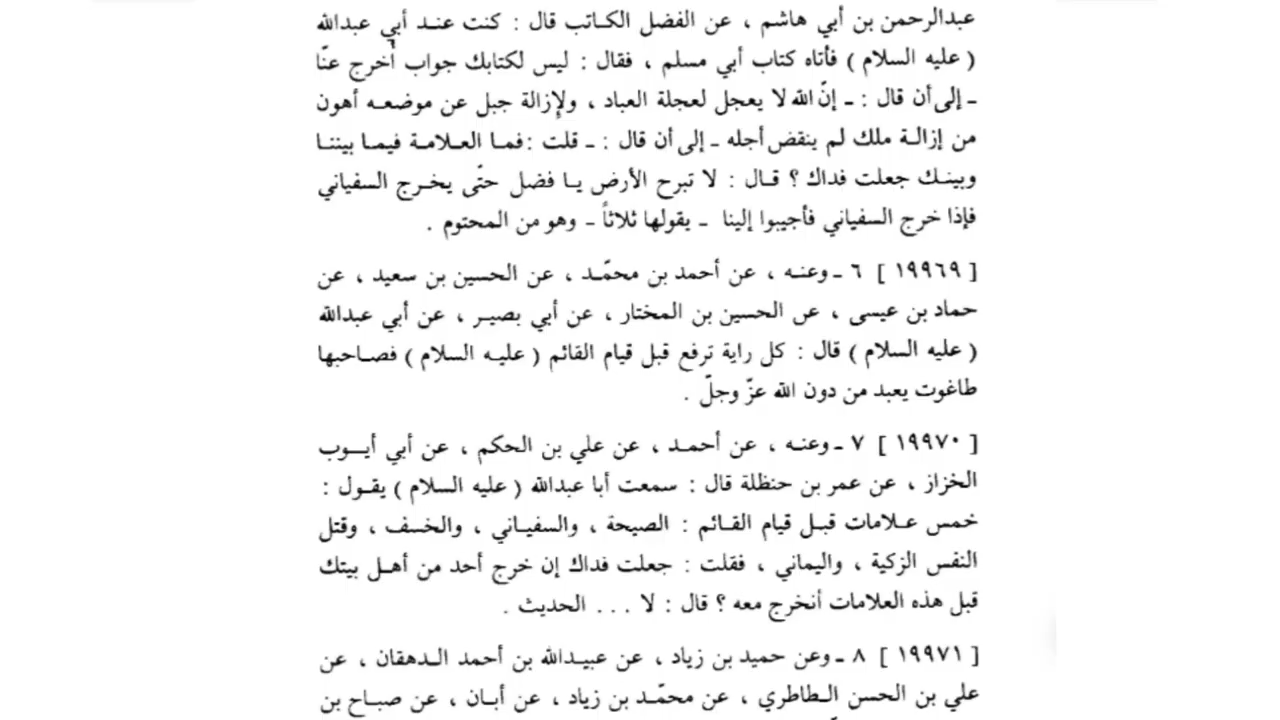 عبدالرحمن بن أبي هاشم ، عن الفضل الكاتب قال : كنت عند أبي عبدالله
( عليه السلام ) فأتاه كتاب أبي مسلم ، فقال : ليس لكتابك جواب أخرج عنّا
ـ إلى أن قال : ـ إنّ الله لا يعجل لعجلة العباد ، ولإزالة جبل عن موضعه أهون
من إزالة ملك لم ينقض أجله ـ إلى أن قال : ـ قلت : فما العلامة فيما بيننا
وبينك جعلت فداك ؟ قال : لا تبرح الأرض يا فضل حتّى يخرج السفياني
فإذا خرج السفياني فأجيبوا إلينا ـ يقولها ثلاثاً ـ وهو من المحتوم .
[ ١٩٩٦٩ ] ٦ ـ وعنه ، عن أحمد بن محمّد ، عن الحسين بن سعيد ، عن
حماد بن عيسى ، عن الحسين بن المختار ، عن أبي بصير ، عن أبي عبدالله
( عليه السلام ) قال : كل راية ترفع قبل قيام القائم ( عليه السلام ) فصاحبها
طاغوت يعبد من دون الله عزّ وجلّ .
[ ١٩٩٧٠ ] ٧ ـ وعنه ، عن أحمد ، عن علي بن الحكم ، عن أبي أيوب
الخزاز ، عن عمر بن حنظلة قال : سمعت أبا عبدالله ( عليه السلام ) يقول :
خمس علامات قبل قيام القائم : الصيحة ، والسفياني ، والخسف ، وقتل
النفس الزكية ، واليماني ، فقلت : جعلت فداك إن خرج أحد من أهل بيتك
قبل هذه العلامات أنخرج معه ؟ قال : لا ... الحديث .
[ ١٩٩٧١ ] ٨ ـ وعن حميد بن زياد ، عن عبيدالله بن أحمد الدهقان ، عن
علي بن الحسن الطاطري ، عن محمّد بن زياد ، عن أبان ، عن صباح بن